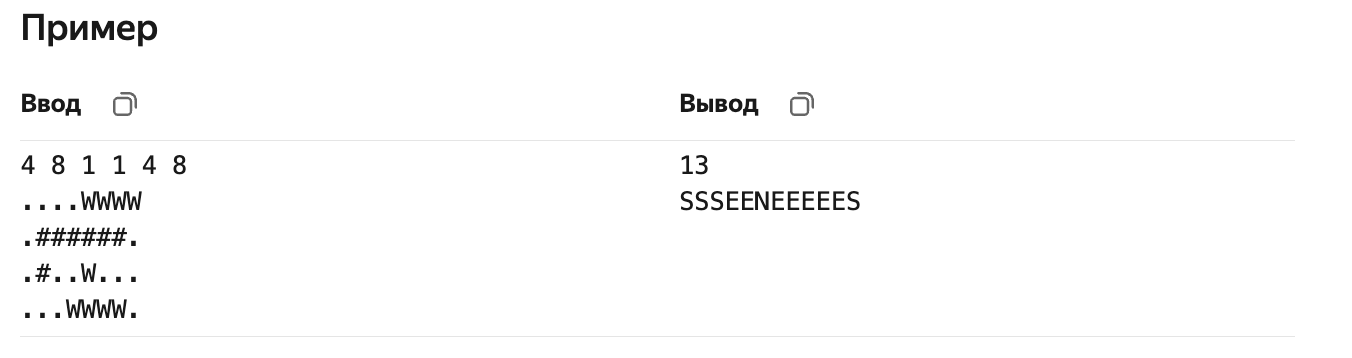 Пример
Ввод
Вывод
4 8 1 1 4 8
....WWWW
.######.
.#..W...
...WWWW.
13
SSSEENEEEEES